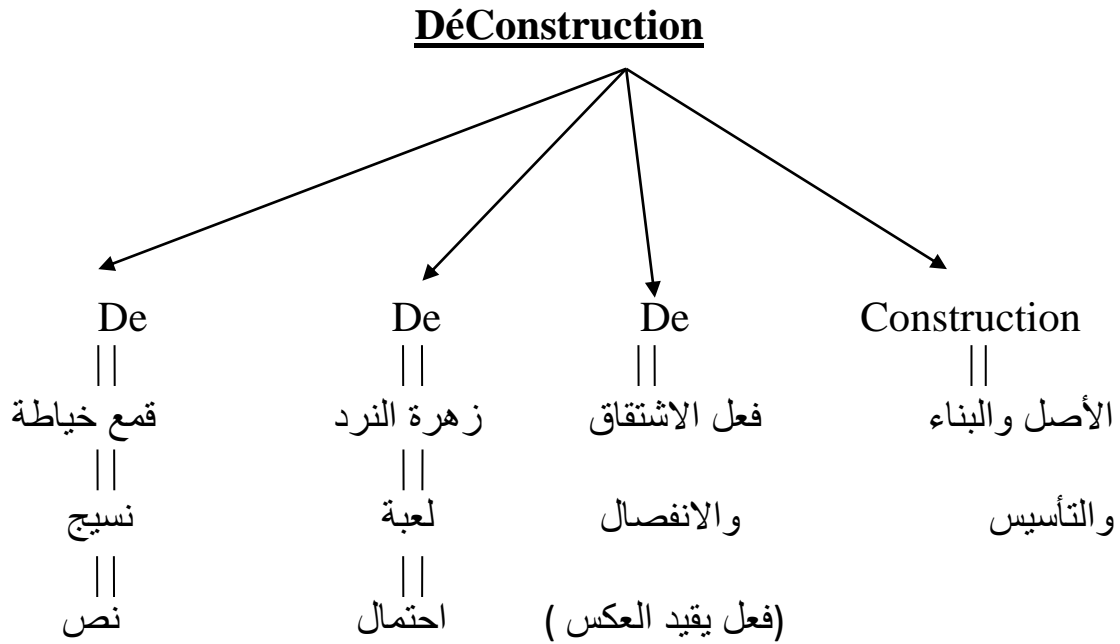 DéConstruction
De De De Construction
|| || || ||
قمع خياطة زهرة النرد فعل الاشتقاق الأصل والبناء
|| ||
نسيج لعبة والانفصال والتأسيس
|| ||
نص احتمال (فعل يقيد العكس )